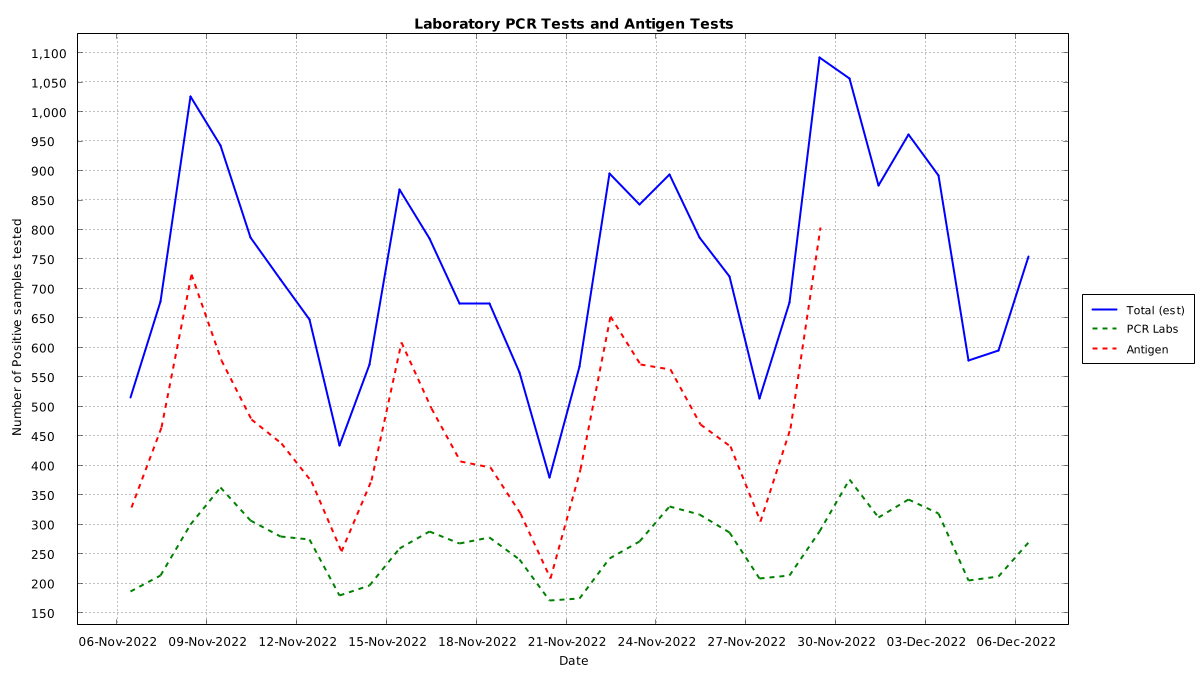 Laboratory PCR Tests and Antigen Tests
Number of Positive samples tested
1,100
1,050
1,000
950
900
850
800
750
700
650
600
550
500
450
400
350
300
250
200
150
06-Nov-2022 09-Nov-2022 12-Nov-2022 15-Nov-2022 18-Nov-2022 21-Nov-2022 24-Nov-2022 27-Nov-2022 30-Nov-2022 03-Dec-2022 06-Dec-2022
Date
Total (est)
PCR Labs
Antigen